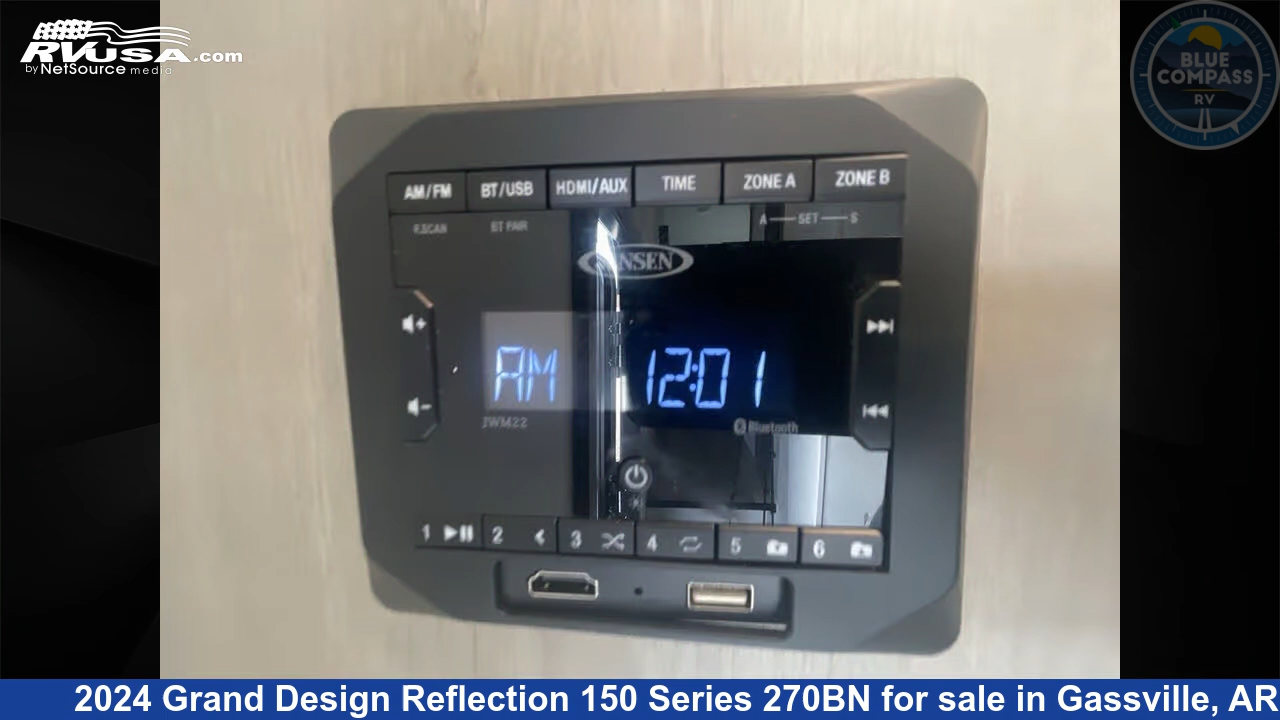 RVUSA.com
by NetSource media
BLUE
COMPASS
RV
AM/FM BT/USB HDMI/AUX TIME ZONE A ZONE B
P.SCAN BT PAIR A SET S
AM 12:01
JWM22
Bluetooth
1 2 3 4 5 6
2024 Grand Design Reflection 150 Series 270BN for sale in Gassville, AR